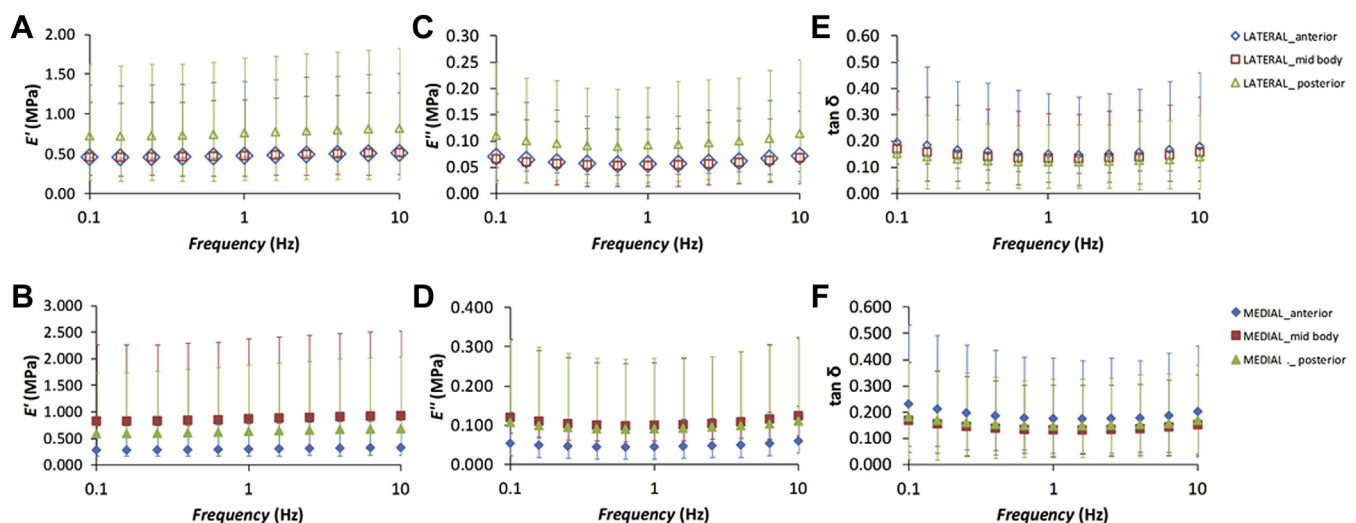 A
2.00
1.50
1.00
0.50
0.00
E' (MPa)
0.1 1 10
Frequency (Hz)
C
0.30
0.25
0.20
0.15
0.10
0.05
0.00
E'' (MPa)
0.1 1 10
Frequency (Hz)
E
0.60
0.50
0.40
0.30
0.20
0.10
0.00
tan δ
0.1 1 10
Frequency (Hz)
LATERAL_anterior
LATERAL_mid body
LATERAL_ posterior
B
3.000
2.500
2.000
1.500
1.000
0.500
0.000
E' (MPa)
0.1 1 10
Frequency (Hz)
D
0.400
0.300
0.200
0.100
0.000
E'' (MPa)
0.1 1 10
Frequency (Hz)
F
0.600
0.500
0.400
0.300
0.200
0.100
0.000
tan δ
0.1 1 10
Frequency (Hz)
MEDIAL_anterior
MEDIAL_mid body
MEDIAL ._ posterior